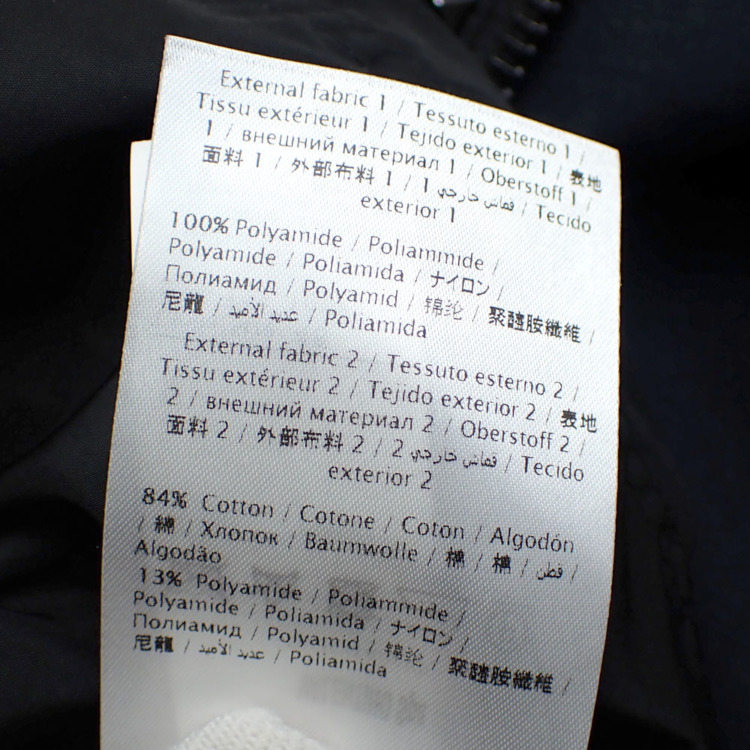 External fabric 1 / Tessuto esterno 1 /
Tissu extérieur 1 / Tejido exterior 1 / 表地
1 / внешний материал 1 / Oberstoff 1 /
面料 1 / 外部布料 1 / 1 قماش خارجي / Tecido
exterior 1
100% Polyamide / Poliammide /
Polyamide / Poliamida / ナイロン /
Полиамид / Polyamid / 锦纶 / 聚醯胺纖維 /
尼龍 / عديد الأميد / Poliamida
External fabric 2 / Tessuto esterno 2 /
Tissu extérieur 2 / Tejido exterior 2 / 表地
2 / внешний материал 2 / Oberstoff 2 /
面料 2 / 外部布料 2 / 2 قماش خارجي / Tecido
exterior 2
84% Cotton / Cotone / Coton / Algodón
/ 綿 / Хлопок / Baumwolle / 棉 / 棉 / قطن /
Algodão
13% Polyamide / Poliammide /
Polyamide / Poliamida / ナイロン /
Полиамид / Polyamid / 锦纶 / 聚醯胺纖維 /
尼龍 / عديد الأميد / Poliamida